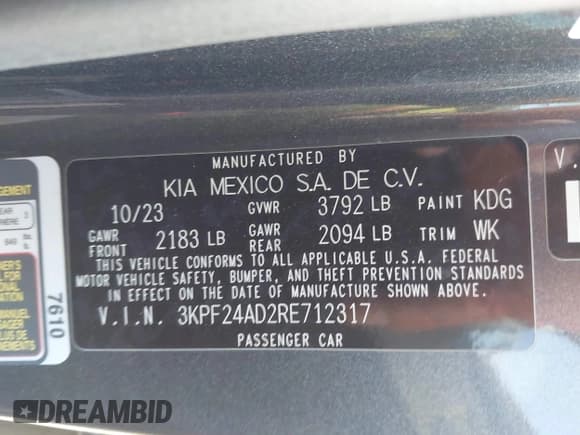 MANUFACTURED BY
KIA MEXICO S.A. DE C.V.
10/23 GVWR 3792 LB PAINT KDG
GAWR FRONT 2183 LB GAWR REAR 2094 LB TRIM WK
THIS VEHICLE CONFORMS TO ALL APPLICABLE U.S.A. FEDERAL
MOTOR VEHICLE SAFETY, BUMPER, AND THEFT PREVENTION STANDARDS
IN EFFECT ON THE DATE OF MANUFACTURE SHOWN ABOVE.
V.I.N. 3KPF24AD2RE712317
PASSENGER CAR
7610
DREAMBID